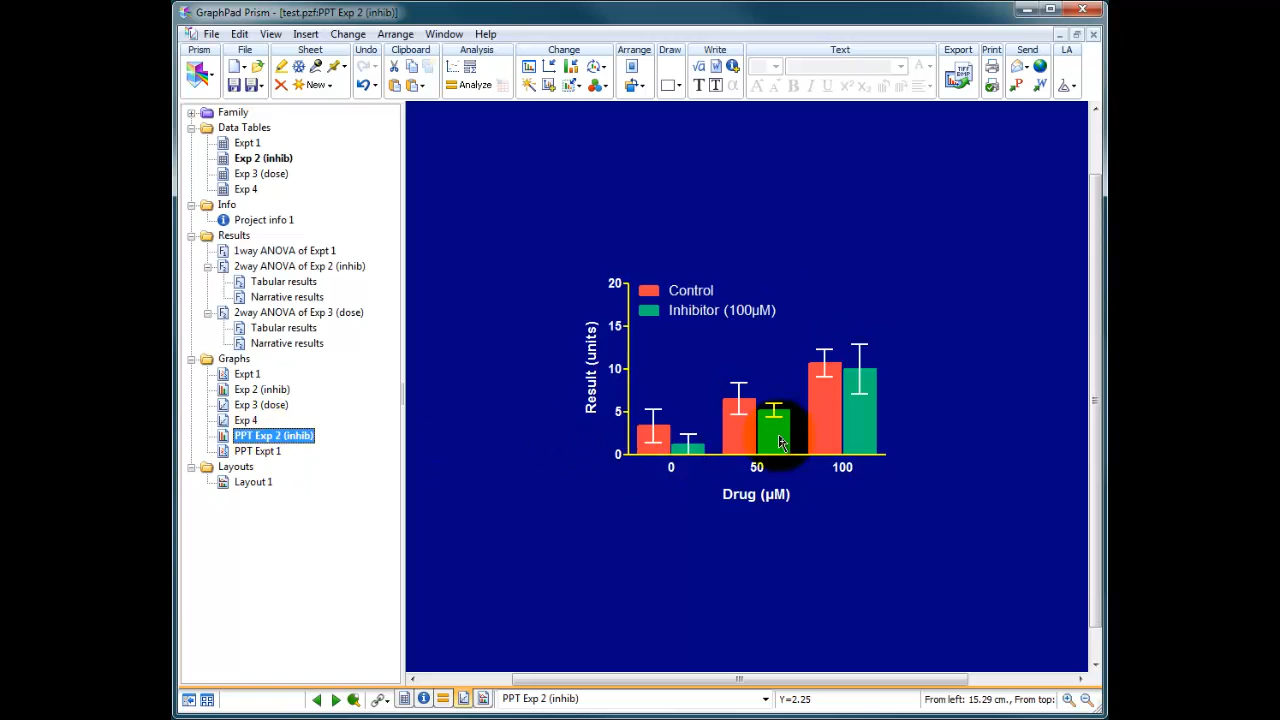 GraphPad Prism - [test.pzf:PPT Exp 2 (inhib)]
File Edit View Insert Change Arrange Window Help
Prism File Sheet Undo Clipboard Analysis Change Arrange Draw Write Text Export Print Send LA
New Analyze
Family
Data Tables
Expt 1
Exp 2 (inhib)
Exp 3 (dose)
Exp 4
Info
Project info 1
Results
1way ANOVA of Expt 1
2way ANOVA of Exp 2 (inhib)
Tabular results
Narrative results
2way ANOVA of Exp 3 (dose)
Tabular results
Narrative results
Graphs
Expt 1
Exp 2 (inhib)
Exp 3 (dose)
Exp 4
PPT Exp 2 (inhib)
PPT Expt 1
Layouts
Layout 1
20
15
10
5
0
Result (units)
Control
Inhibitor (100µM)
0 50 100
Drug (µM)
PPT Exp 2 (inhib) Y=2.25 From left: 15.29 cm., From top: